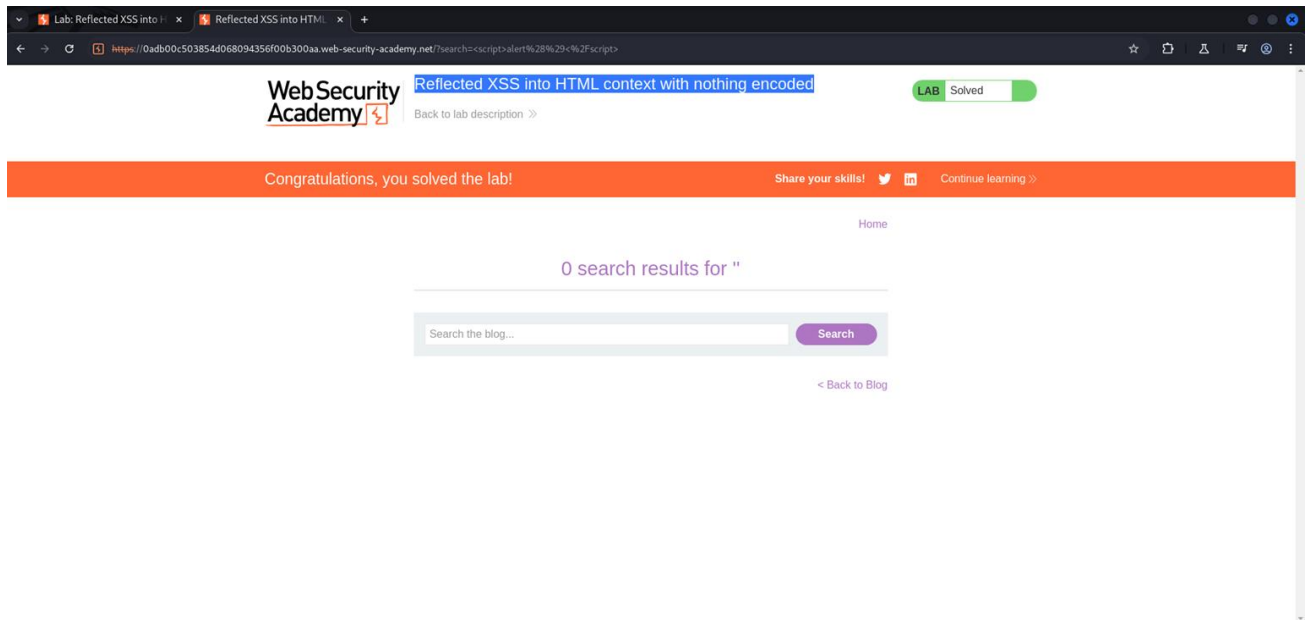 Lab: Reflected XSS into H
Reflected XSS into HTML
https://0adb00c503854d068094356f00b300aa.web-security-academy.net/?search=<script>alert%28%29<%2Fscript>
Web Security Academy
Reflected XSS into HTML context with nothing encoded
Back to lab description
LAB Solved
Congratulations, you solved the lab!
Share your skills!
Continue learning
Home
0 search results for ''
Search the blog...
Search
< Back to Blog